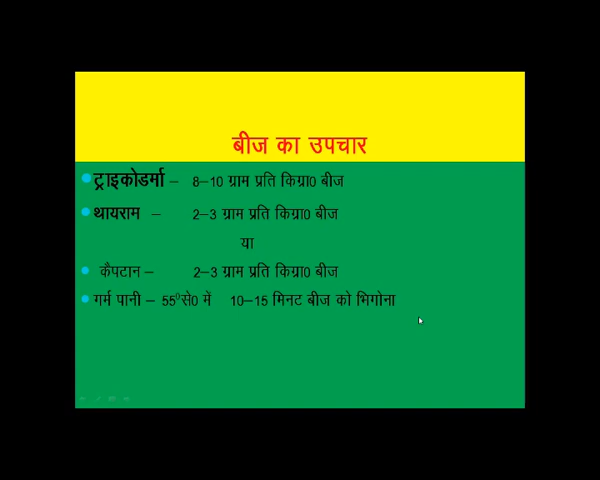 बीज का उपचार
ट्राइकोडर्मा – 8–10 ग्राम प्रति किग्रा0 बीज
थायराम – 2–3 ग्राम प्रति किग्रा0 बीज
या
कैपटान – 2–3 ग्राम प्रति किग्रा0 बीज
गर्म पानी – 55⁰से0 में 10–15 मिनट बीज को भिगोना